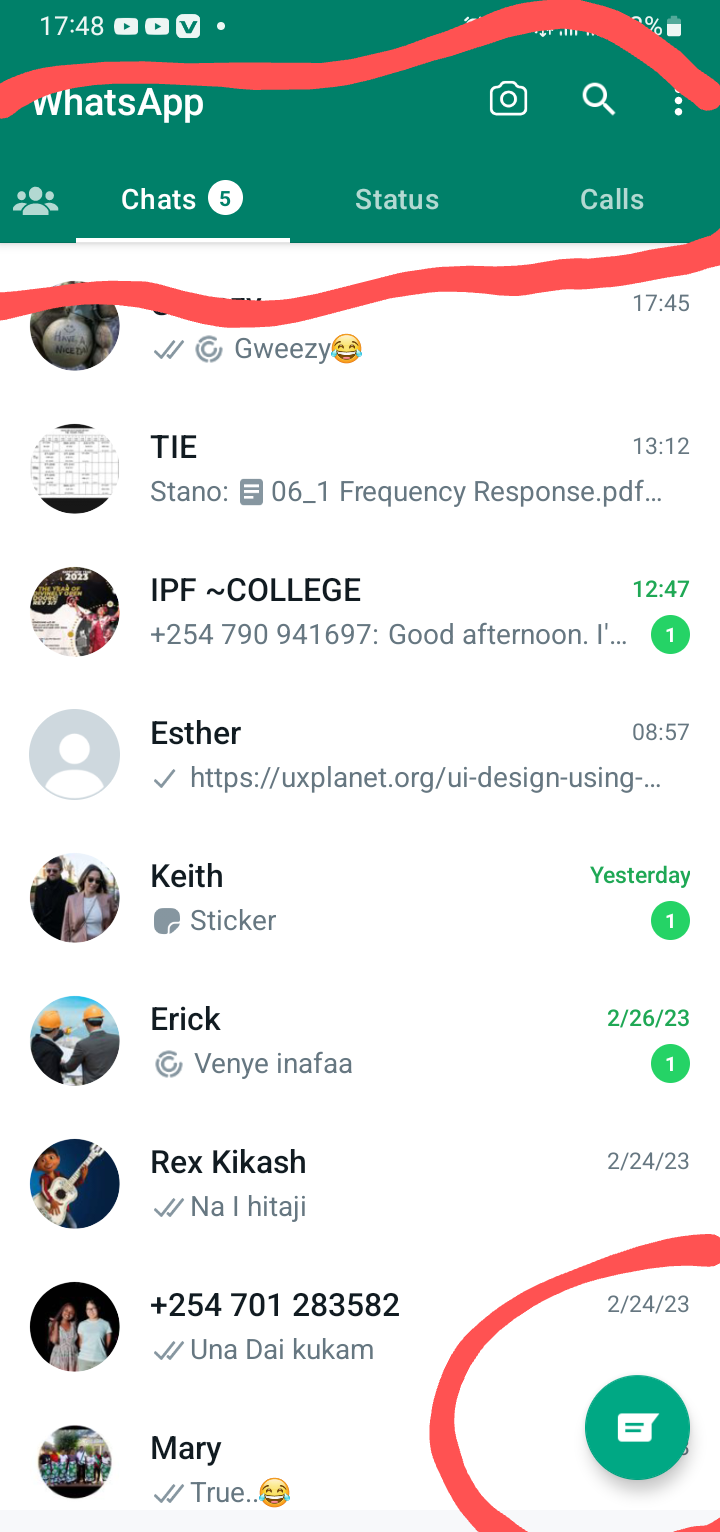 17:48
WhatsApp
Chats 5 Status Calls
17:45
Gweezy😂
TIE 13:12
Stano: 06_1 Frequency Response.pdf...
IPF ~COLLEGE 12:47
+254 790 941697: Good afternoon. I'... 1
Esther 08:57
https://uxplanet.org/ui-design-using-...
Keith Yesterday
Sticker 1
Erick 2/26/23
Venye inafaa 1
Rex Kikash 2/24/23
Na I hitaji
+254 701 283582 2/24/23
Una Dai kukam
Mary
True..😂